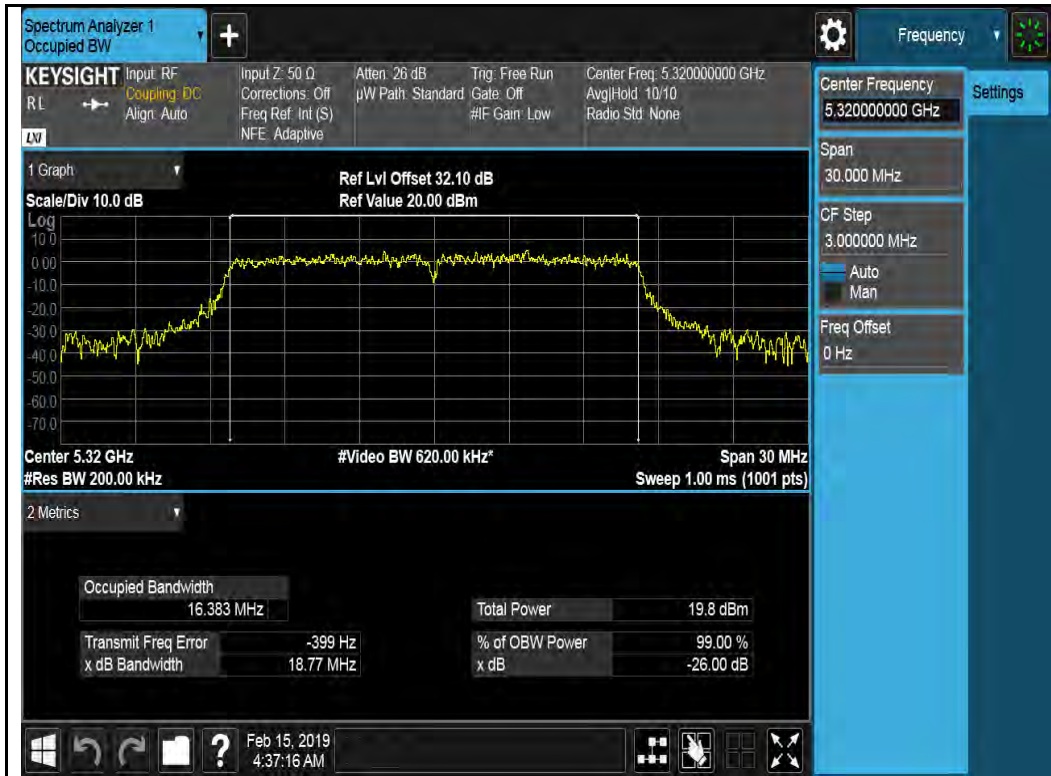 Spectrum Analyzer 1
Occupied BW
+
Frequency
KEYSIGHT
RL
LXI
Input: RF
Coupling: DC
Align: Auto
Input Z: 50 Ω
Corrections: Off
Freq Ref: Int (S)
NFE: Adaptive
Atten: 26 dB
µW Path: Standard
Trig: Free Run
Gate: Off
#IF Gain: Low
Center Freq: 5.320000000 GHz
Avg|Hold: 10/10
Radio Std: None
Center Frequency
5.320000000 GHz
Settings
Span
30.000 MHz
CF Step
3.000000 MHz
Auto
Man
Freq Offset
0 Hz
1 Graph
Scale/Div 10.0 dB
Ref Lvl Offset 32.10 dB
Ref Value 20.00 dBm
Log
10.0
0.00
-10.0
-20.0
-30.0
-40.0
-50.0
-60.0
-70.0
Center 5.32 GHz
#Video BW 620.00 kHz*
Span 30 MHz
#Res BW 200.00 kHz
Sweep 1.00 ms (1001 pts)
2 Metrics
Occupied Bandwidth
16.383 MHz
Total Power 19.8 dBm
Transmit Freq Error -399 Hz
% of OBW Power 99.00 %
x dB Bandwidth 18.77 MHz
x dB -26.00 dB
?
Feb 15, 2019
4:37:16 AM